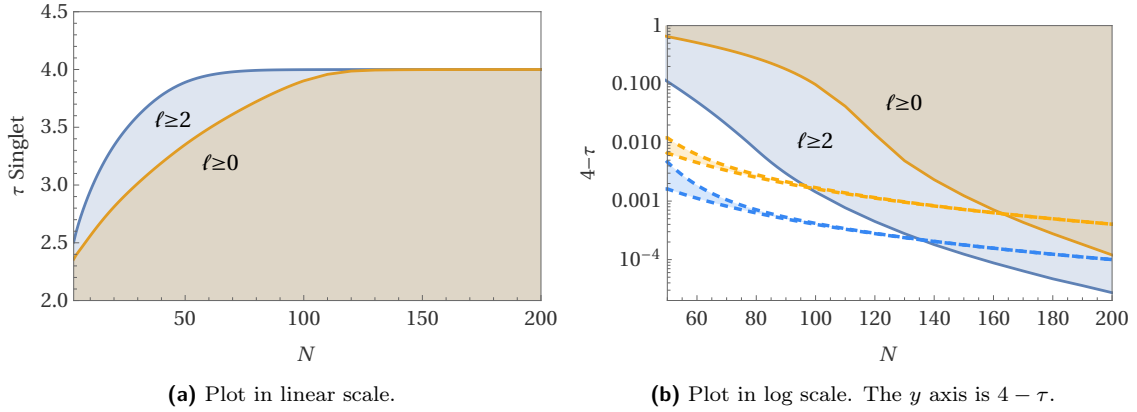 4.5
4.0
3.5
3.0
2.5
2.0
τ Singlet
ℓ≥2
ℓ≥0
50
100
150
200
N
(a) Plot in linear scale.
1
0.100
0.010
0.001
10⁻⁴
4−τ
ℓ≥0
ℓ≥2
60
80
100
120
140
160
180
200
N
(b) Plot in log scale. The y axis is 4 − τ.